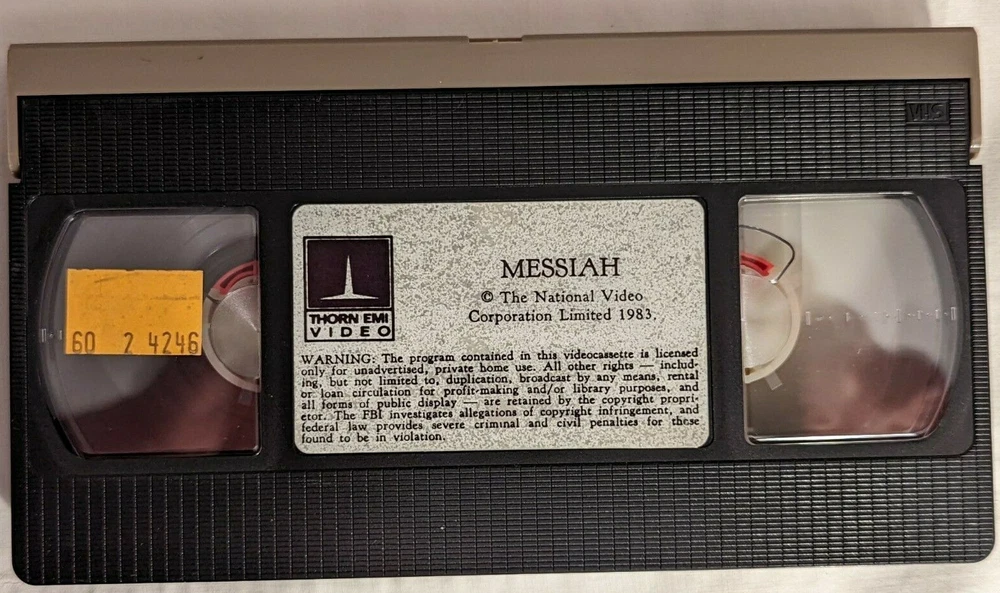 VHS
60 2 4246
THORN EMI
VIDEO
MESSIAH
© The National Video
Corporation Limited 1983.
WARNING: The program contained in this videocassette is licensed
only for unadvertised, private home use. All other rights — includ-
ing, but not limited to, duplication, broadcast by any means, rental
or loan circulation for profit-making and/or library purposes, and
all forms of public display — are retained by the copyright propri-
etor. The FBI investigates allegations of copyright infringement, and
federal law provides severe criminal and civil penalties for these
found to be in violation.